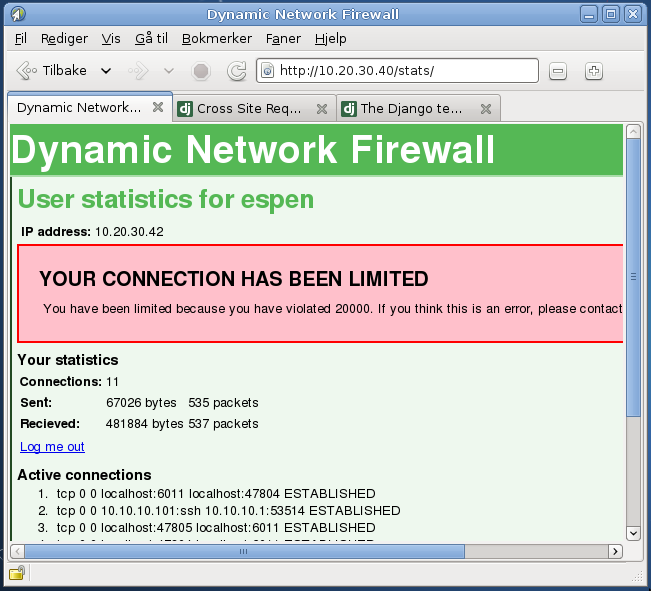 Dynamic Network Firewall
Fil Rediger Vis Gå til Bokmerker Faner Hjelp
Tilbake http://10.20.30.40/stats/
Dynamic Network... Cross Site Req... The Django te...
Dynamic Network Firewall
User statistics for espen
IP address: 10.20.30.42
YOUR CONNECTION HAS BEEN LIMITED
You have been limited because you have violated 20000. If you think this is an error, please contact
Your statistics
Connections: 11
Sent: 67026 bytes 535 packets
Recieved: 481884 bytes 537 packets
Log me out
Active connections
1. tcp 0 0 localhost:6011 localhost:47804 ESTABLISHED
2. tcp 0 0 10.10.10.101:ssh 10.10.10.1:53514 ESTABLISHED
3. tcp 0 0 localhost:47805 localhost:6011 ESTABLISHED